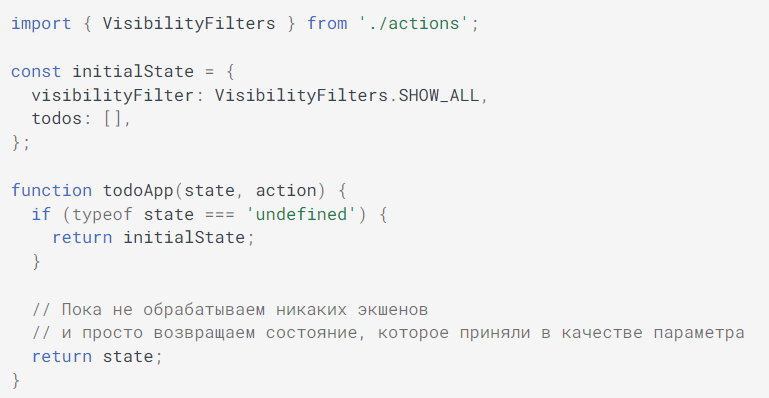 import { VisibilityFilters } from './actions';
const initialState = {
visibilityFilter: VisibilityFilters.SHOW_ALL,
todos: [],
};
function todoApp(state, action) {
if (typeof state === 'undefined') {
return initialState;
}
// Пока не обрабатываем никаких экшенов
// и просто возвращаем состояние, которое приняли в качестве параметра
return state;
}